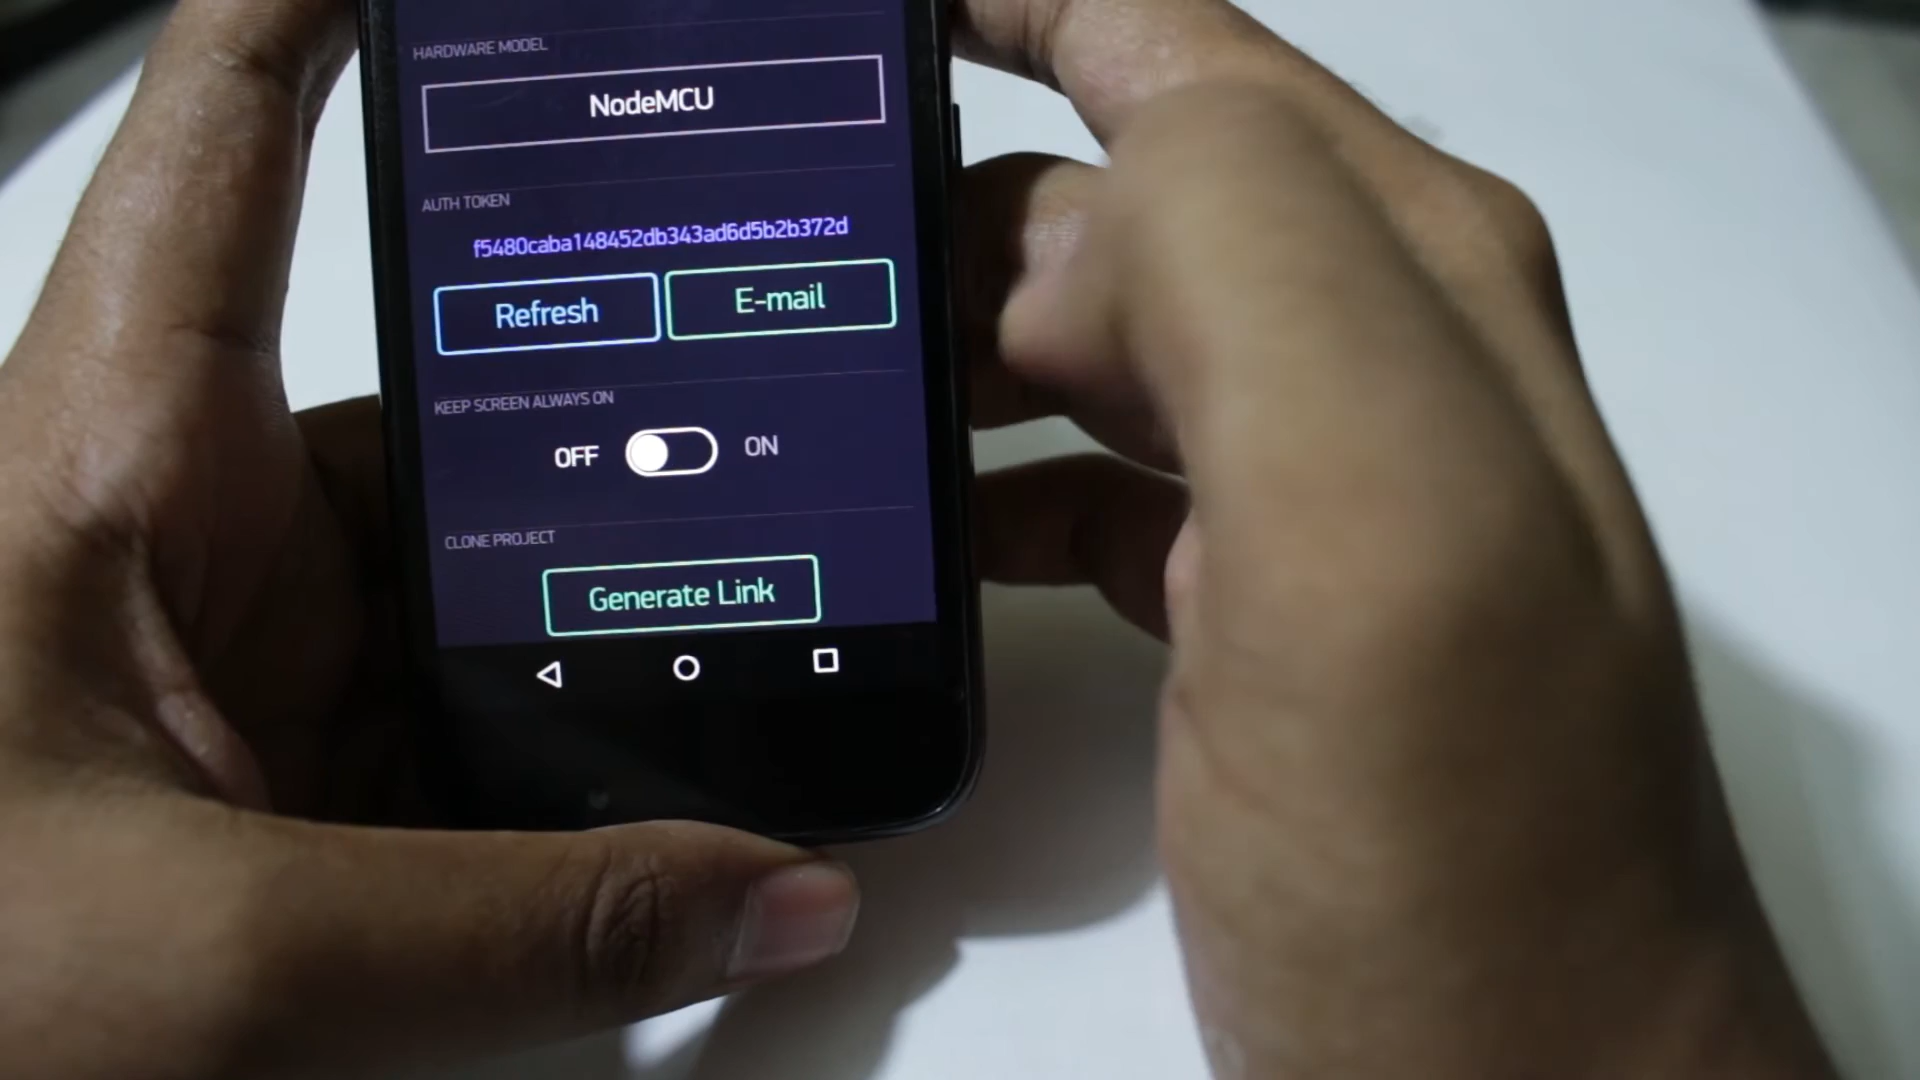 HARDWARE MODEL
NodeMCU
AUTH TOKEN
f5480caba148452db343ad6d5b2b372d
Refresh E-mail
KEEP SCREEN ALWAYS ON
OFF ON
CLONE PROJECT
Generate Link